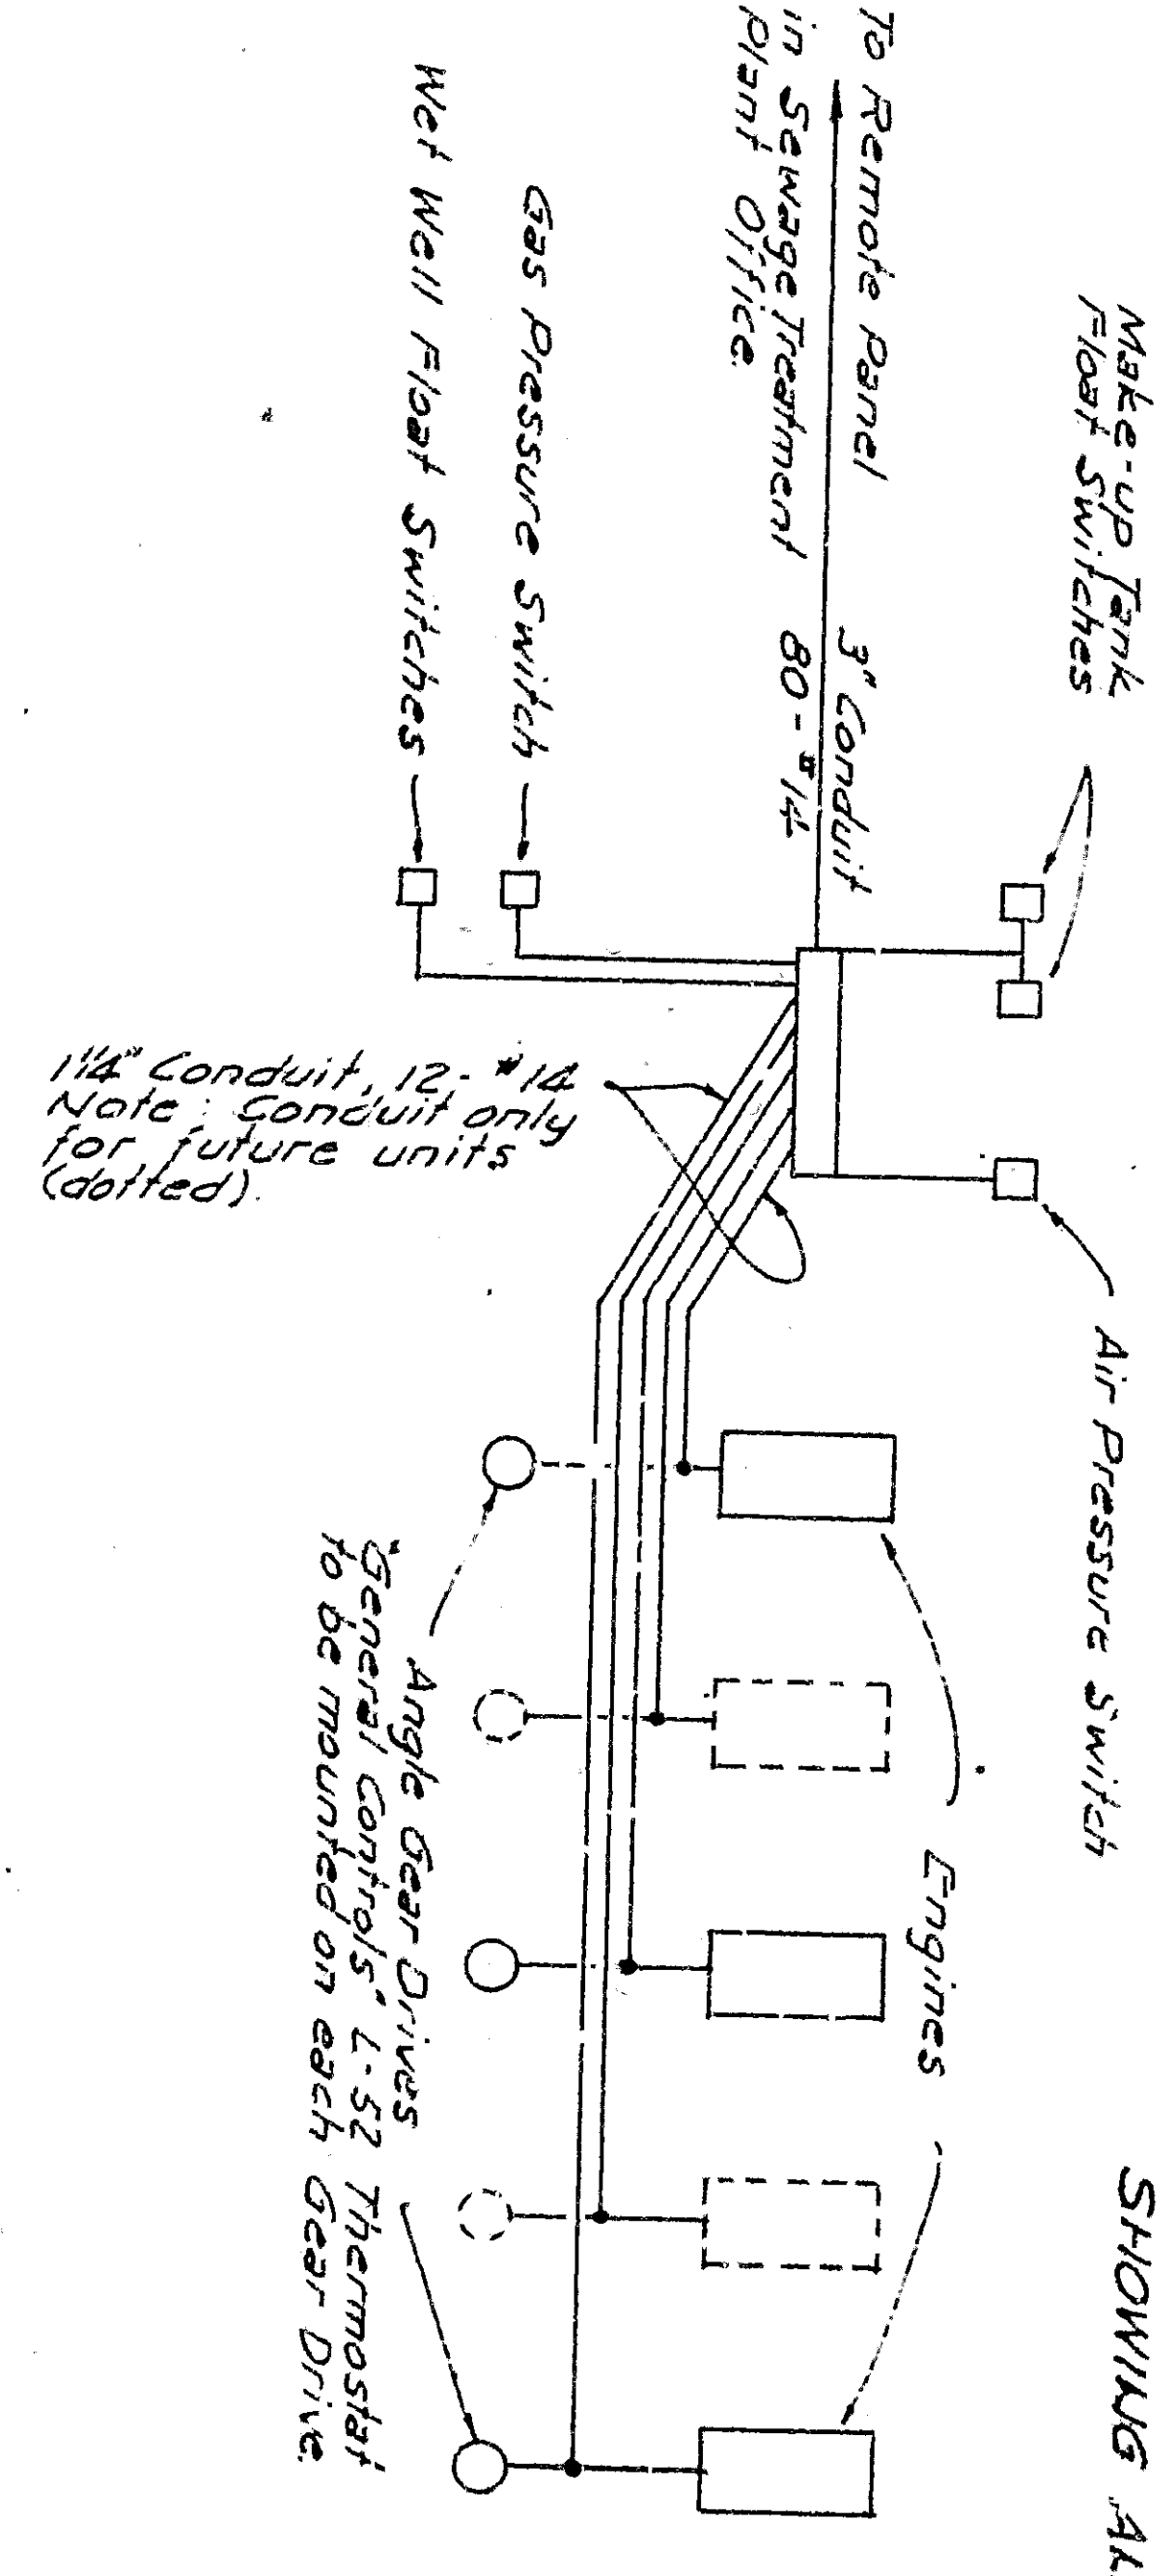 SHOWING AL
Make-up Tank
Float Switches
Air Pressure Switch
Engines
To Remote Panel
in Sewage Treatment
Plant Office.
3" Conduit
80 - #14
Gas Pressure Switch
Wet Well Float Switches
1¼" Conduit, 12 - #14
Note : Conduit only
for future units
(dotted).
Angle Gear Drives
"General Controls" L-52 Thermostat
to be mounted on each Gear Drive.